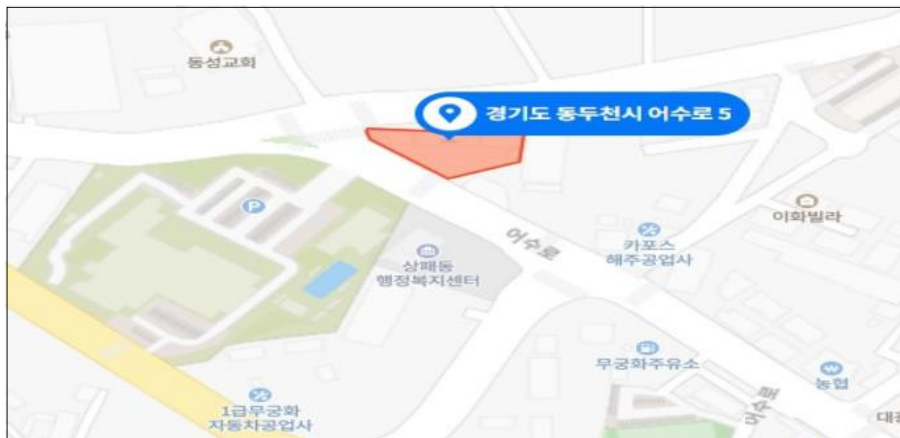 동성교회
경기도 동두천시 어수로 5
P
이화빌라
어수로
카포스
해주공업사
상패동
행정복지센터
무궁화주유소
농협
어수로
1급무궁화
자동차공업사